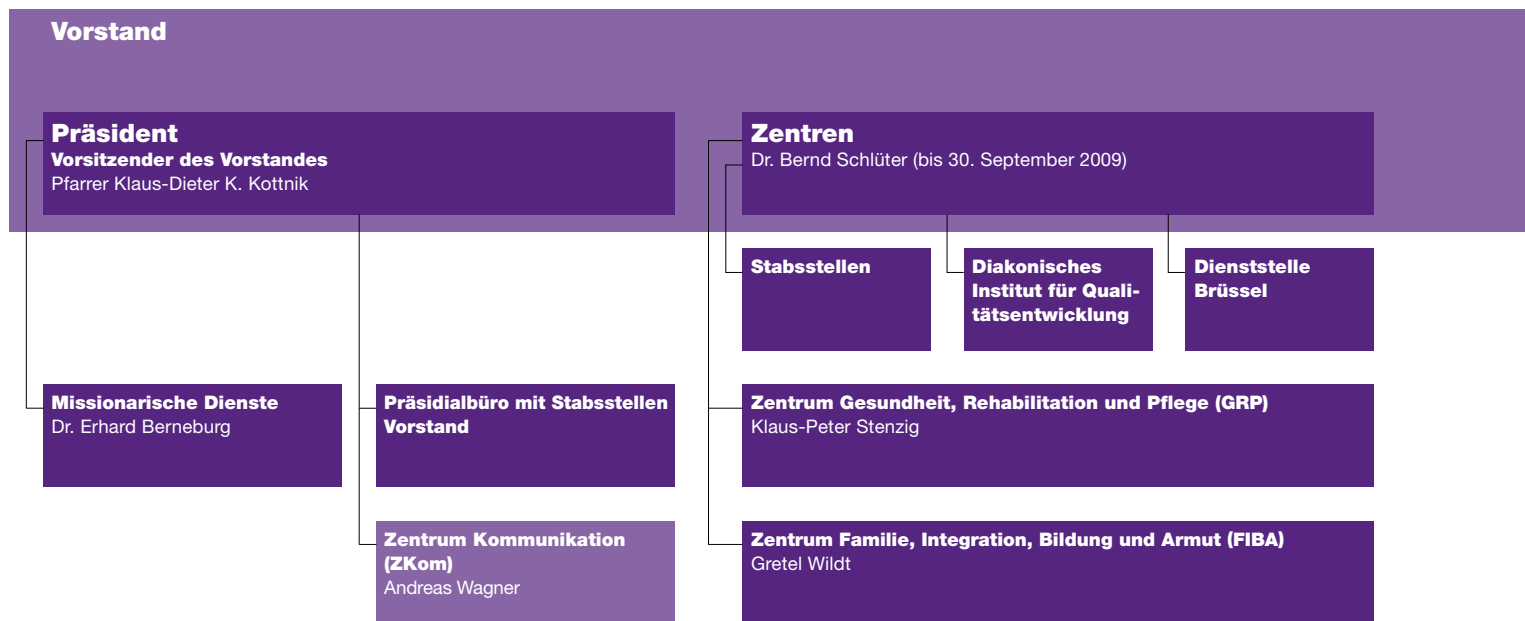 Vorstand
Präsident
Vorsitzender des Vorstandes
Pfarrer Klaus-Dieter K. Kottnik
Zentren
Dr. Bernd Schlüter (bis 30. September 2009)
Stabsstellen
Diakonisches
Institut für Quali-
tätsentwicklung
Dienststelle
Brüssel
Missionarische Dienste
Dr. Erhard Berneburg
Präsidialbüro mit Stabsstellen
Vorstand
Zentrum Gesundheit, Rehabilitation und Pflege (GRP)
Klaus-Peter Stenzig
Zentrum Kommunikation
(ZKom)
Andreas Wagner
Zentrum Familie, Integration, Bildung und Armut (FIBA)
Gretel Wildt